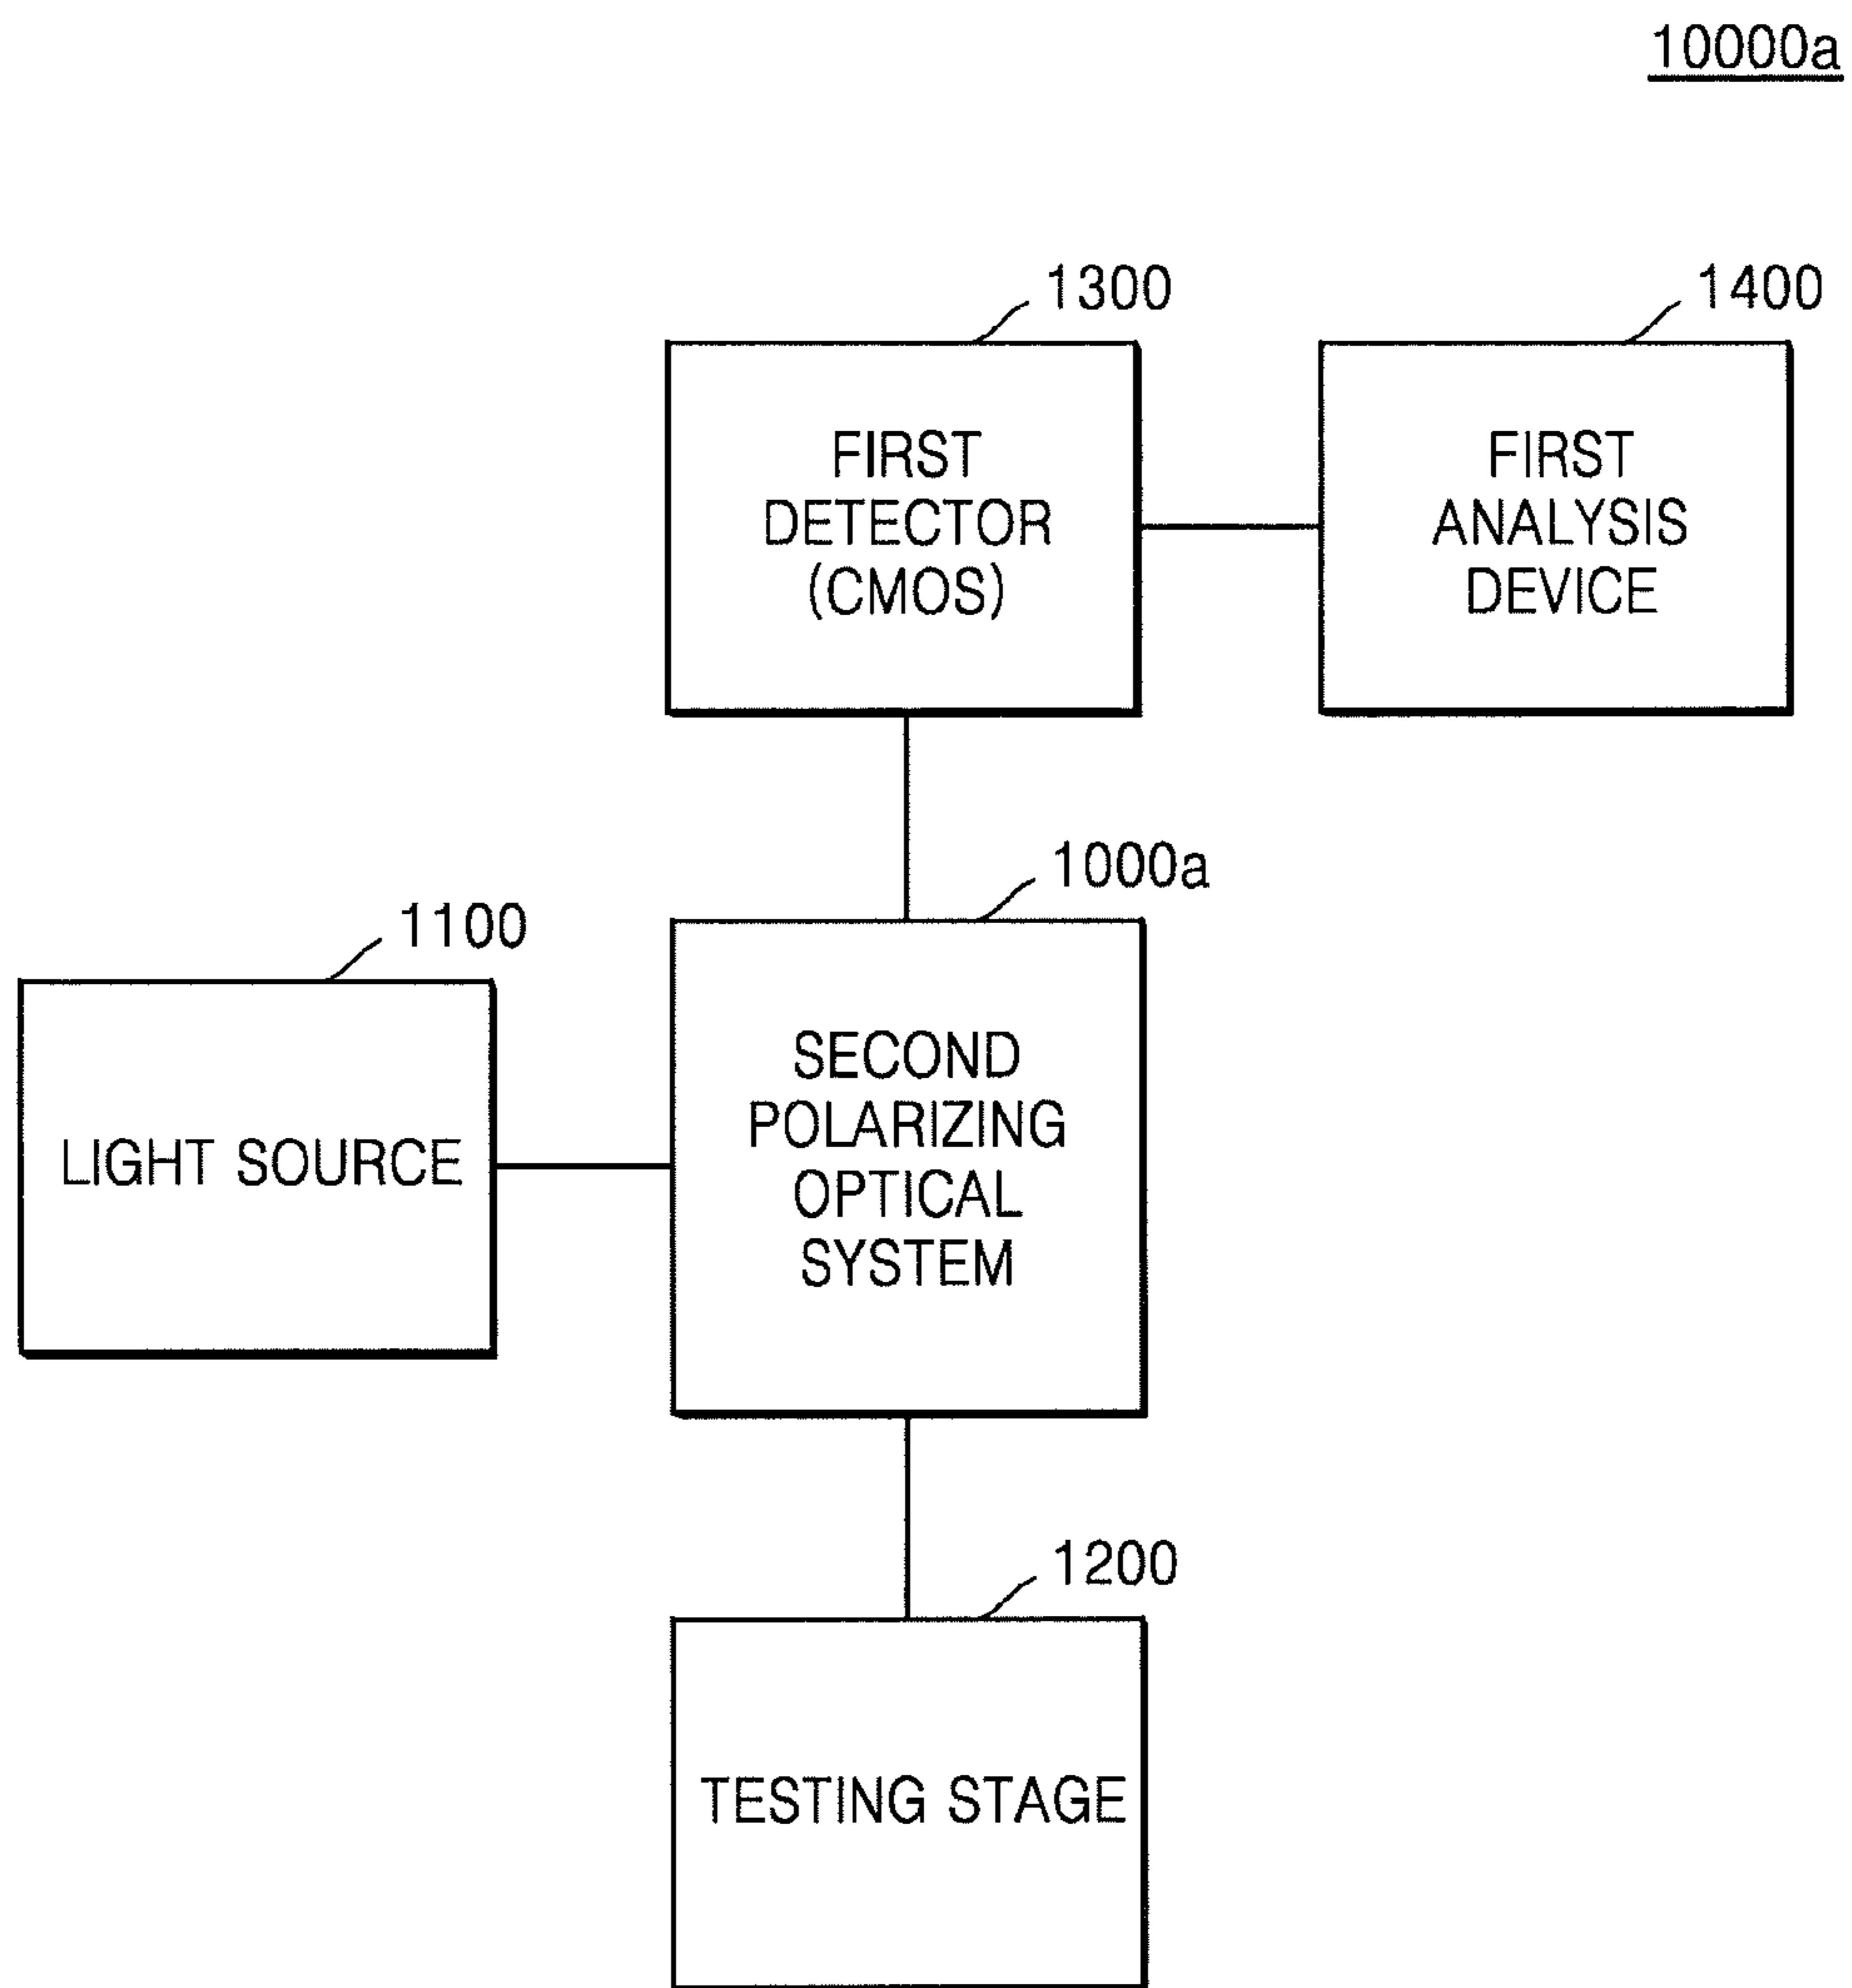 10000a
1300
1400
FIRST
DETECTOR
(CMOS)
FIRST
ANALYSIS
DEVICE
1000a
1100
SECOND
POLARIZING
OPTICAL
SYSTEM
LIGHT SOURCE
1200
TESTING STAGE